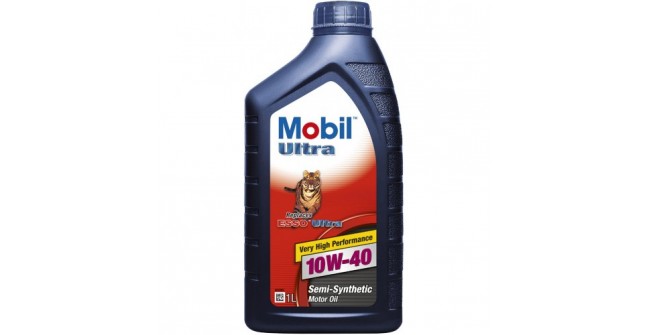 Mobil™
Ultra
Replaces
ESSO Ultra
Very High Performance
10W-40
Semi-Synthetic
Motor Oil
1L